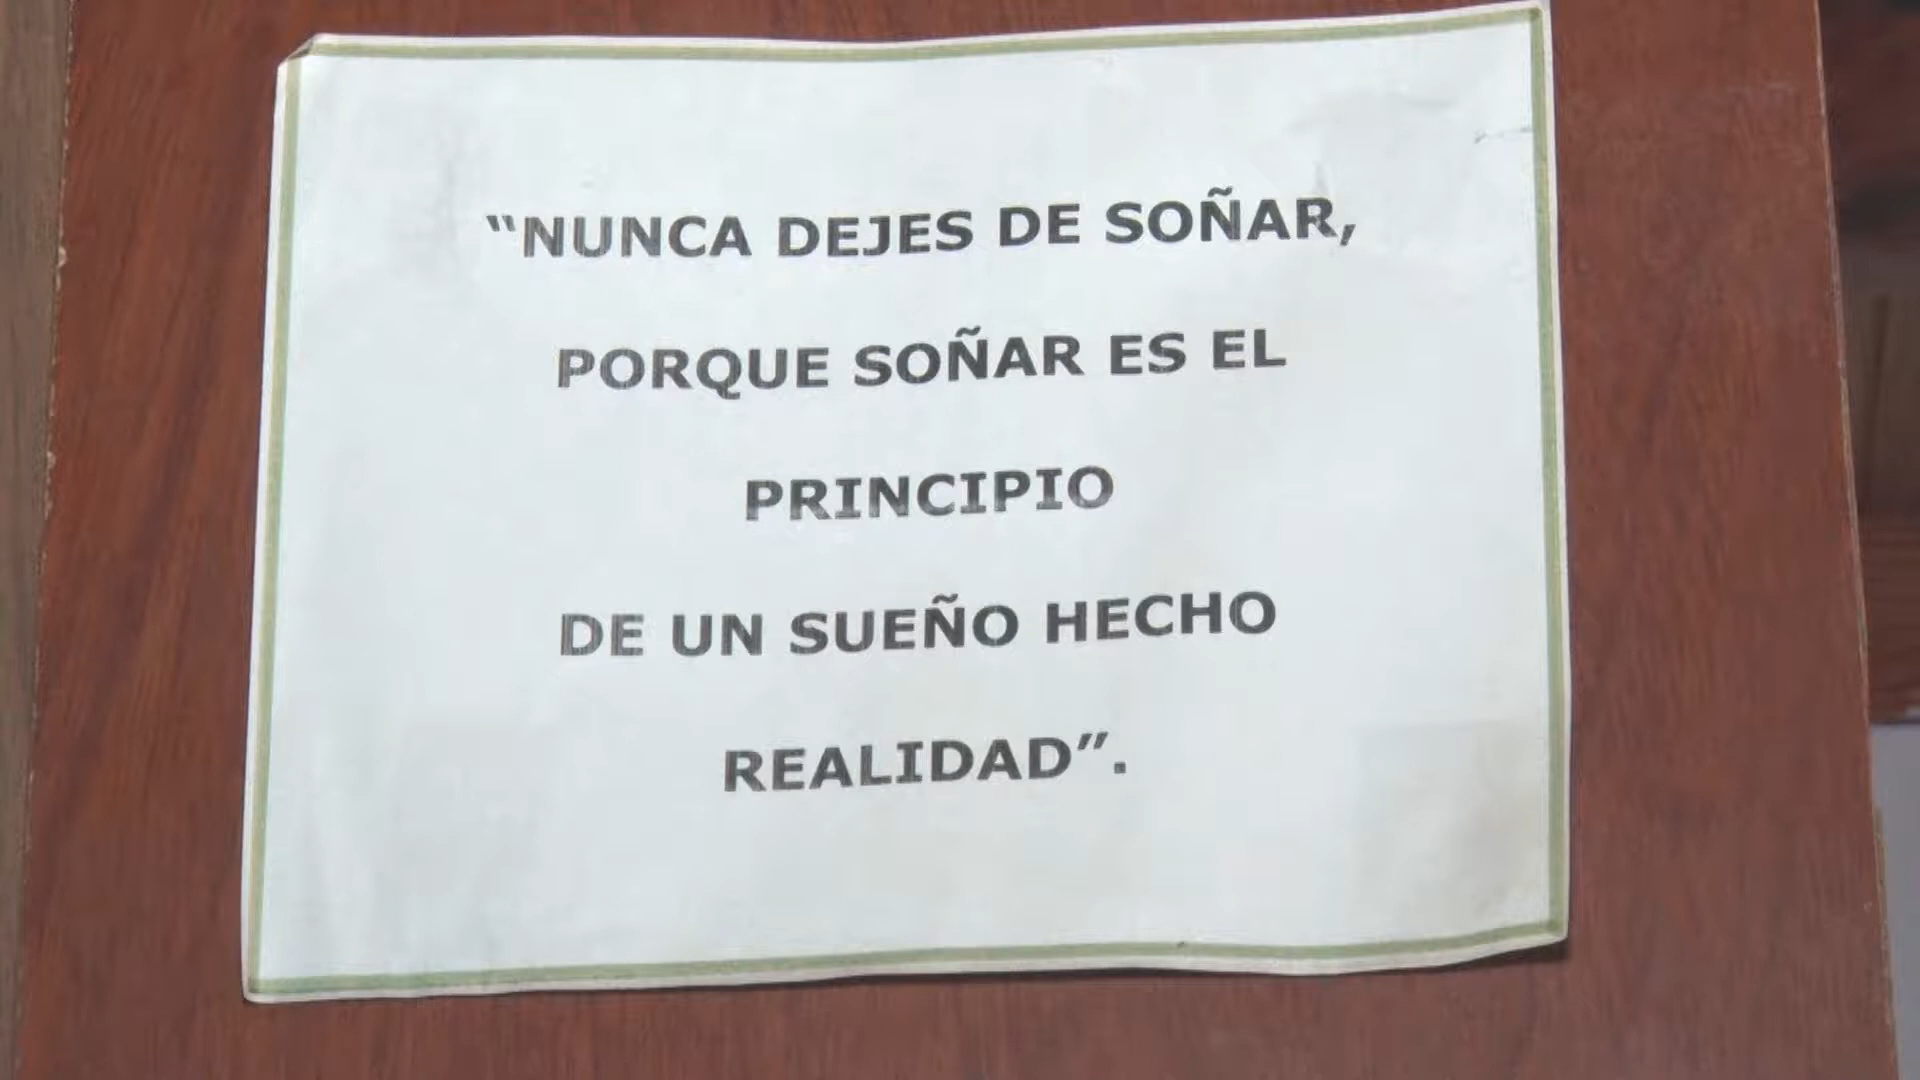 “NUNCA DEJES DE SOÑAR,
PORQUE SOÑAR ES EL
PRINCIPIO
DE UN SUEÑO HECHO
REALIDAD”.